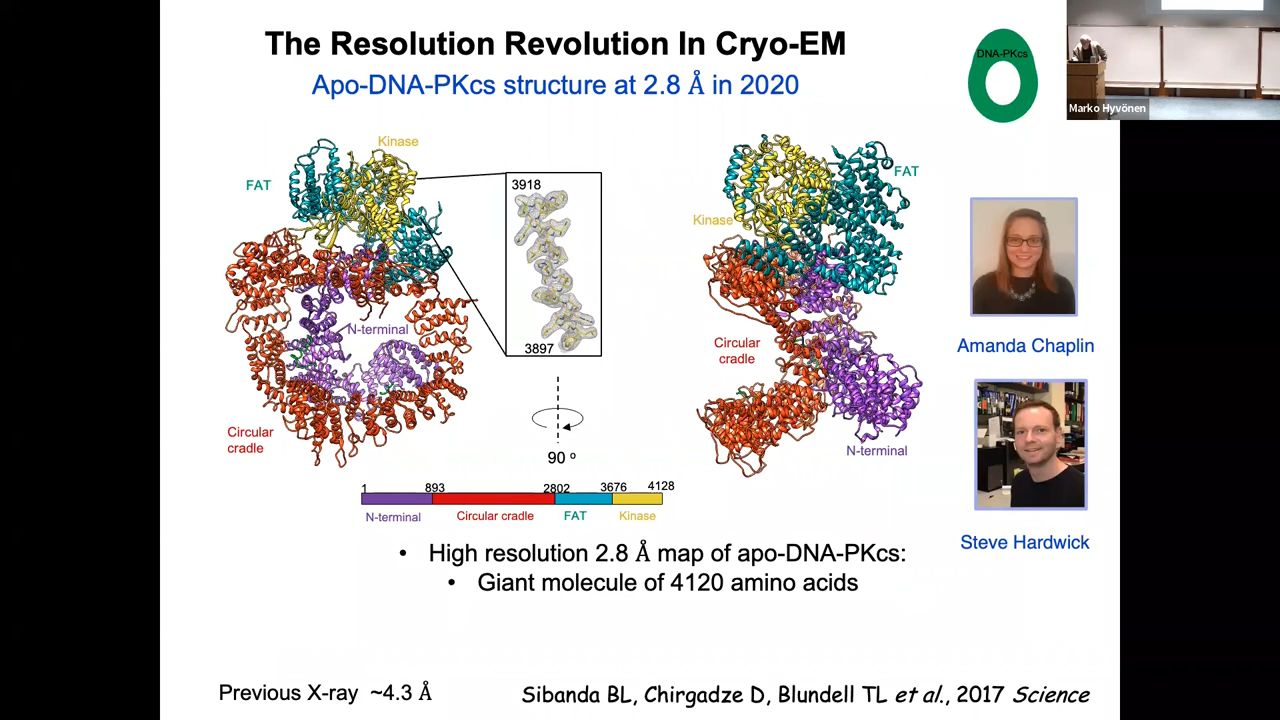 The Resolution Revolution In Cryo-EM
Apo-DNA-PKcs structure at 2.8 Å in 2020
DNA-PKcs
Marko Hyvönen
Kinase
FAT
3918
3897
N-terminal
Circular
cradle
90 º
FAT
Kinase
Circular
cradle
N-terminal
Amanda Chaplin
Steve Hardwick
1 893 2802 3676 4128
N-terminal Circular cradle FAT Kinase
• High resolution 2.8 Å map of apo-DNA-PKcs:
• Giant molecule of 4120 amino acids
Previous X-ray ~4.3 Å
Sibanda BL, Chirgadze D, Blundell TL et al., 2017 Science